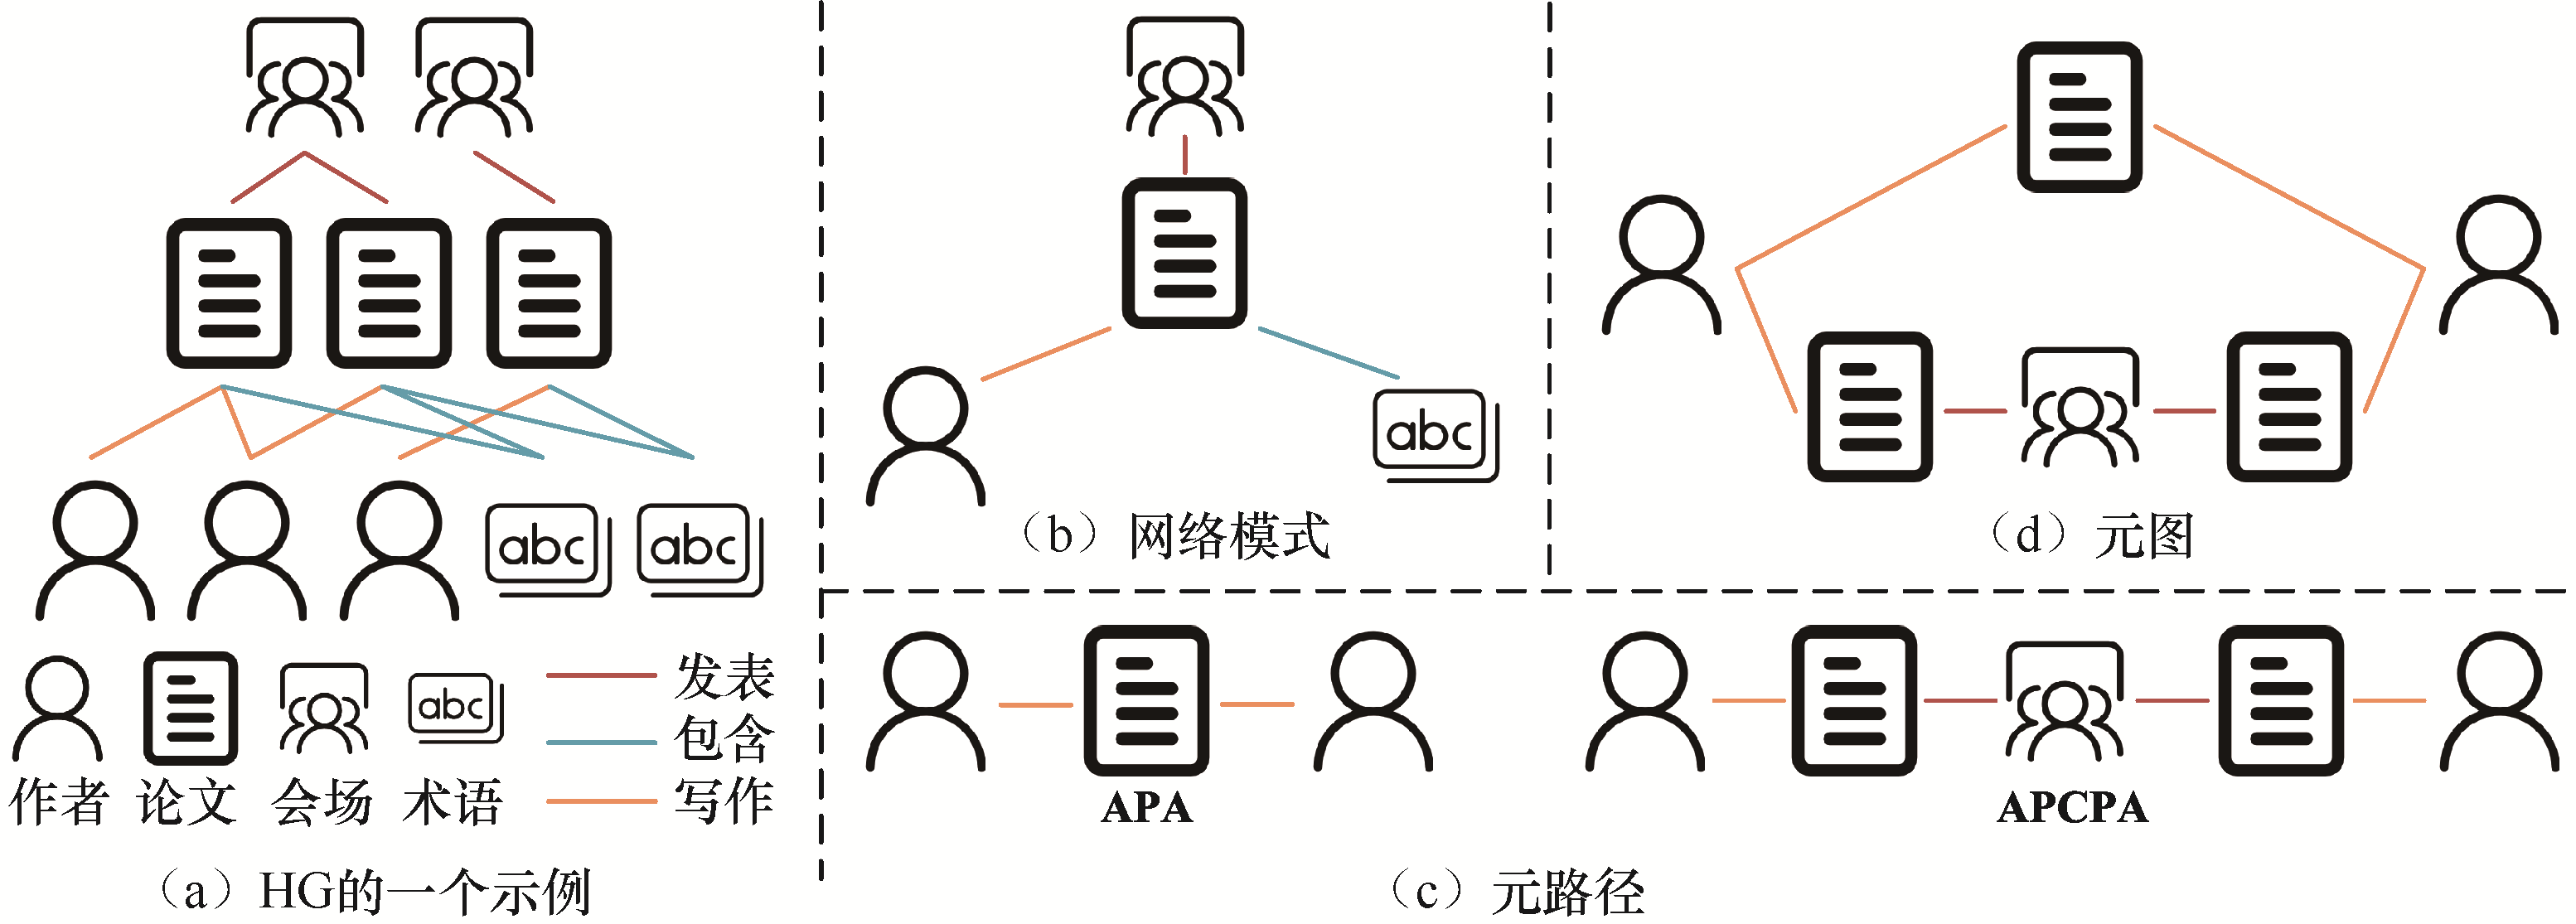 abc
abc
作者
论文
会场
abc
术语
发表
包含
写作
（a）HG的一个示例
abc
（b）网络模式
（d）元图
APA
APCPA
（c）元路径